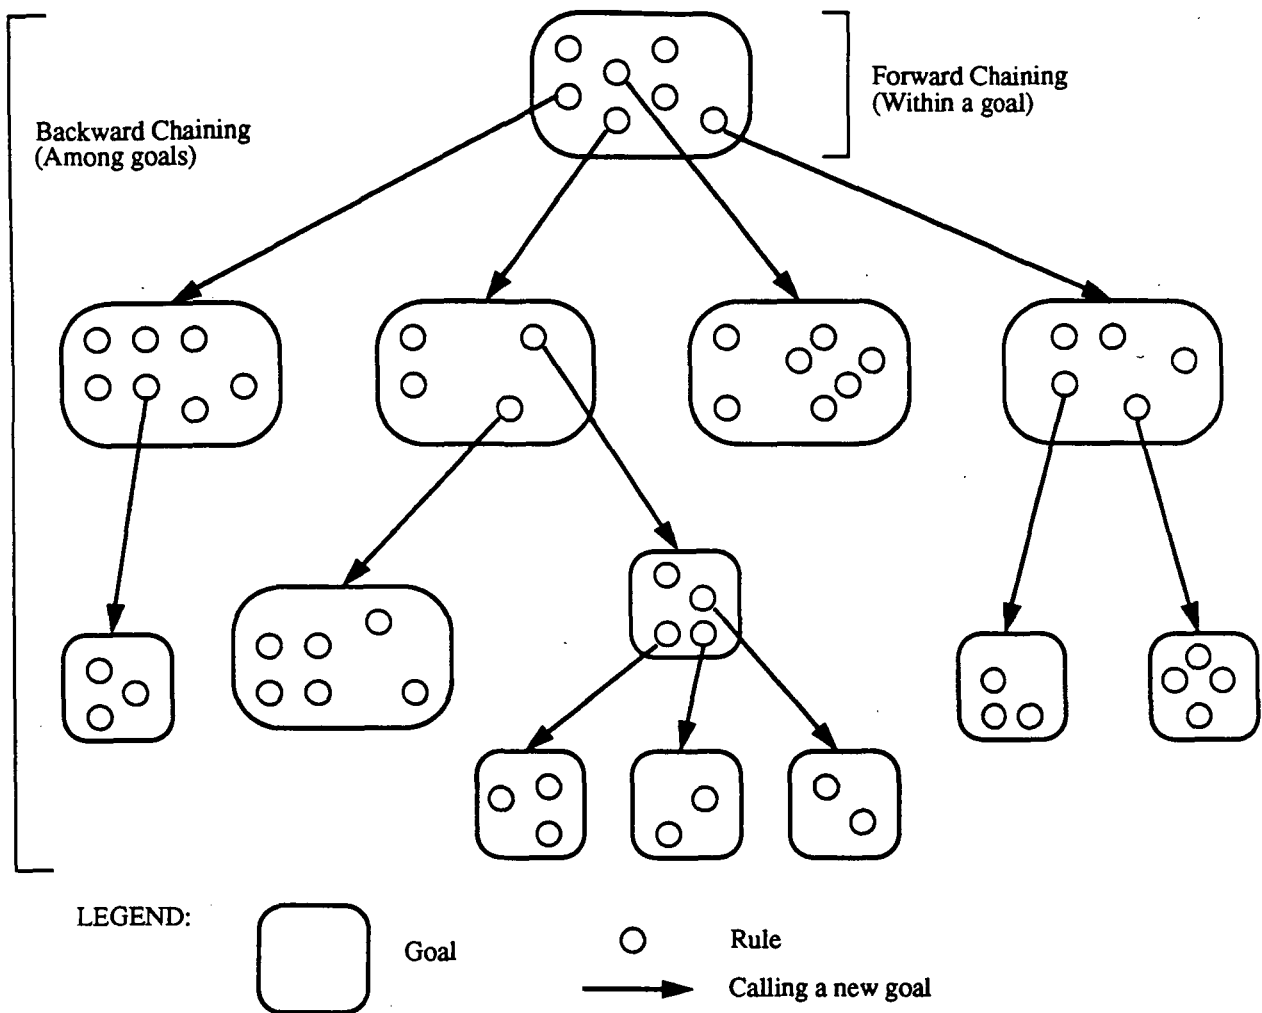 Forward Chaining
(Within a goal)
Backward Chaining
(Among goals)
LEGEND:
Goal
Rule
Calling a new goal